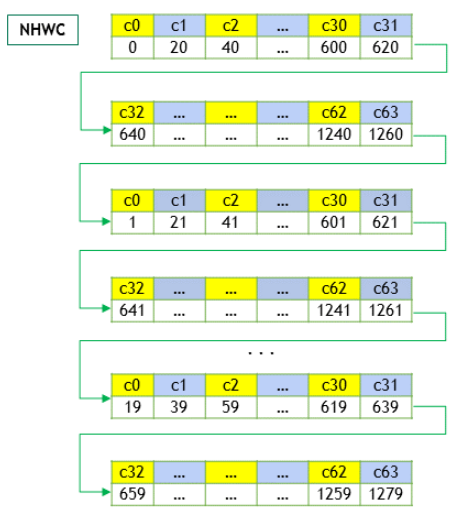 NHWC
c0 c1 c2 ... c30 c31
0 20 40 ... 600 620
c32 ... ... ... c62 c63
640 ... ... ... 1240 1260
c0 c1 c2 ... c30 c31
1 21 41 ... 601 621
c32 ... ... ... c62 c63
641 ... ... ... 1241 1261
. . .
c0 c1 c2 ... c30 c31
19 39 59 ... 619 639
c32 ... ... ... c62 c63
659 ... ... ... 1259 1279